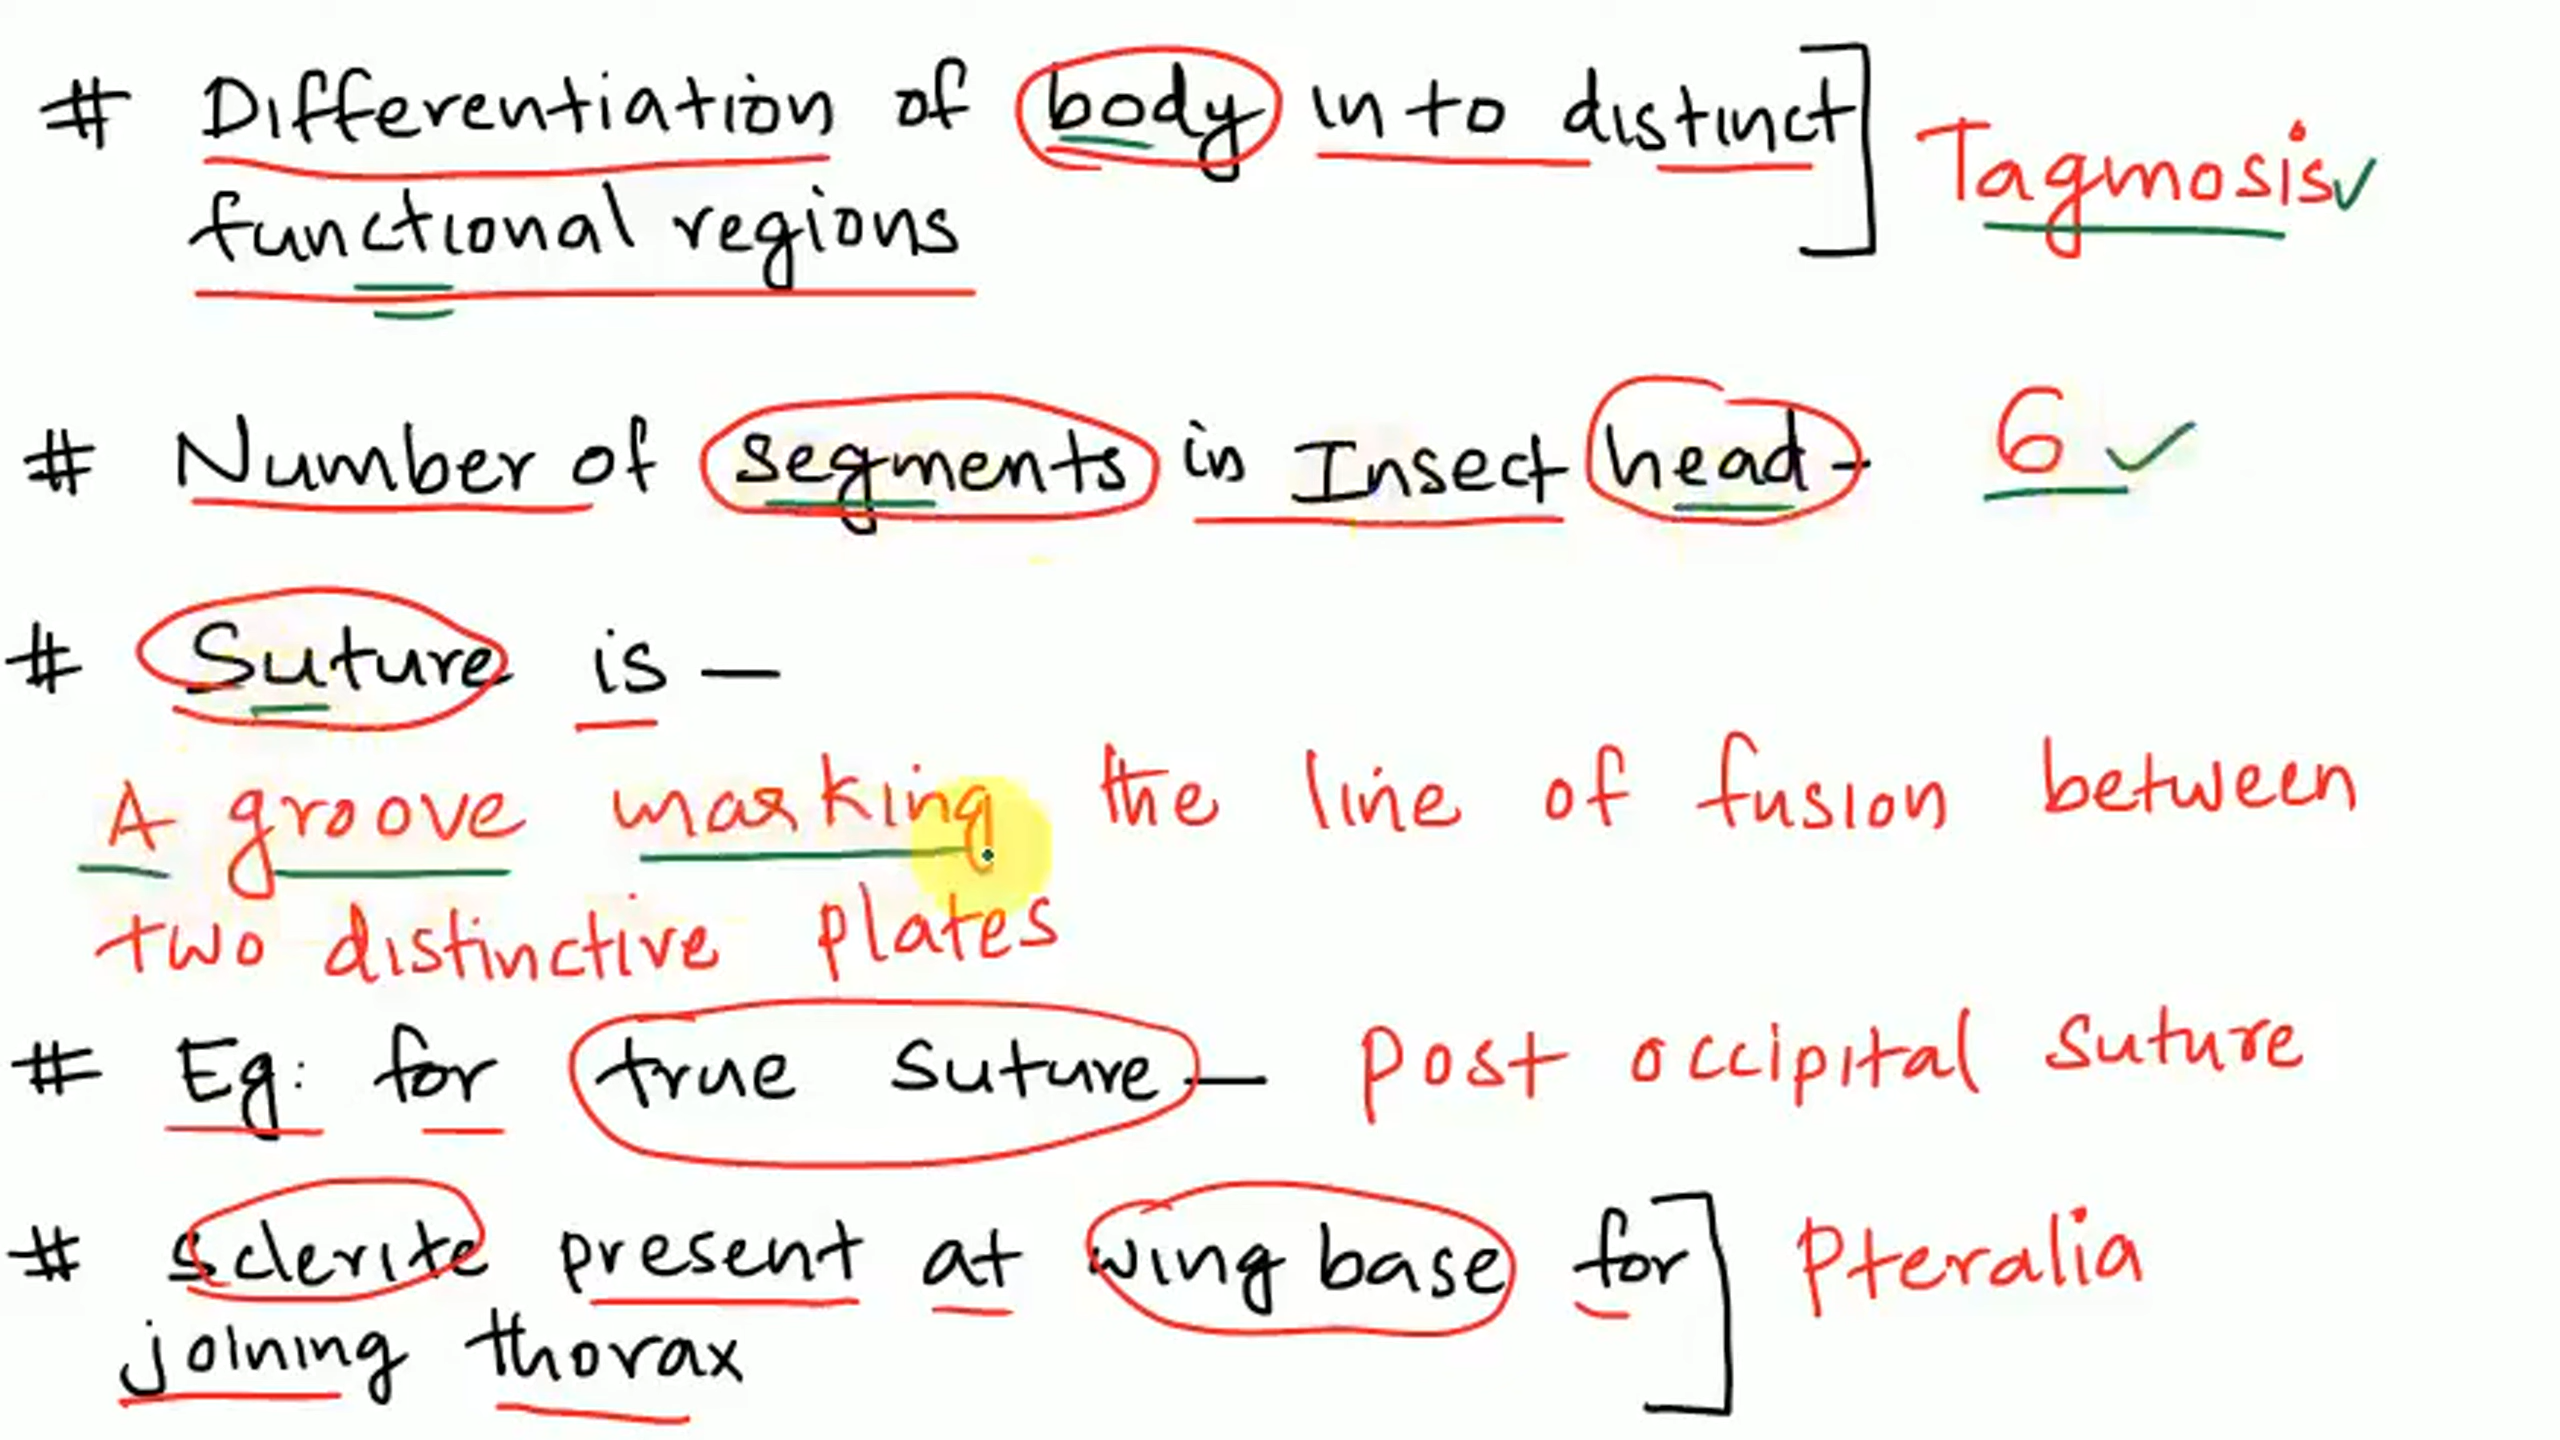 # Differentiation of body in to distinct] Tagmosis✓
functional regions
# Number of segments in Insect head - 6 ✓
# Suture is —
A groove marking the line of fusion between
two distinctive plates
# Eg: for true suture — post occipital suture
# sclerite present at wing base for] Pteralia
joining thorax